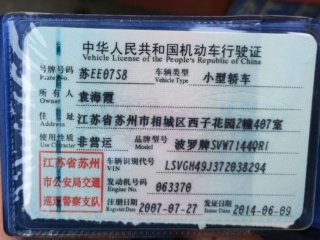 中华人民共和国机动车行驶证
Vehicle License of the People's Republic of China
号牌号码 苏EE07S8 车辆类型 小型轿车
Plate No. Vehicle Type
所有人 袁海霞
Owner
住址 江苏省苏州市相城区西子花园2幢407室
Address
使用性质 非营运 品牌型号 波罗牌SVW7144QRi
Use Character Model
江苏省苏州
市公安局交通
巡逻警察支队
车辆识别代号 LSVGH49J372038294
VIN
发动机号码 063370
Engine No.
注册日期 2007-07-27 发证日期 2014-06-09
Register Date Issue Date